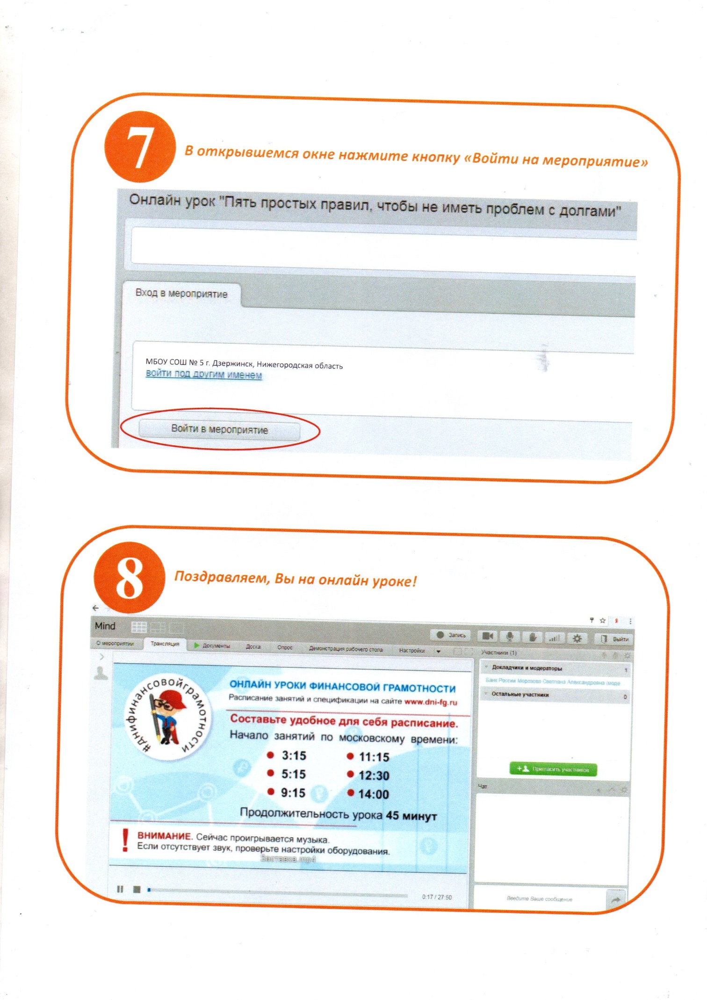 7
В открывшемся окне нажмите кнопку «Войти на мероприятие»
Онлайн урок "Пять простых правил, чтобы не иметь проблем с долгами"
Вход в мероприятие
МБОУ СОШ № 5 г. Дзержинск, Нижегородская область
войти под другим именем
Войти в мероприятие
8
Поздравляем, Вы на онлайн уроке!
Mind
Запись
Выйти
О мероприятии Трансляция Документы Доска Опрос Демонстрация рабочего стола Настройки
Участники (1)
Докладчики и модераторы 1
Банк России Морозова Светлана Александровна (моде
Остальные участники 0
Пригласить участников
Чат
Введите Ваше сообщение
#днифинансовойграмотности
ОНЛАЙН УРОКИ ФИНАНСОВОЙ ГРАМОТНОСТИ
Расписание занятий и спецификации на сайте www.dni-fg.ru
Составьте удобное для себя расписание.
Начало занятий по московскому времени:
3:15 11:15
5:15 12:30
9:15 14:00
Продолжительность урока 45 минут
! ВНИМАНИЕ. Сейчас проигрывается музыка.
Если отсутствует звук, проверьте настройки оборудования.
Заставка.mp4
0:17 / 27:50